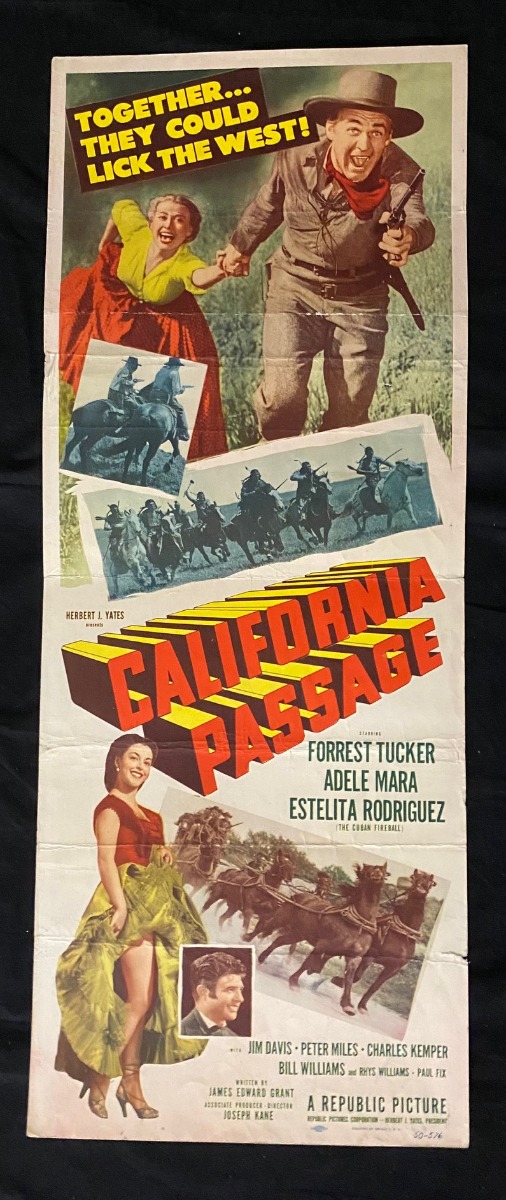 TOGETHER...
THEY COULD
LICK THE WEST!
HERBERT J. YATES
presents
CALIFORNIA
PASSAGE
STARRING
FORREST TUCKER
ADELE MARA
ESTELITA RODRIGUEZ
(THE CUBAN FIREBALL)
with JIM DAVIS · PETER MILES · CHARLES KEMPER
BILL WILLIAMS and RHYS WILLIAMS · PAUL FIX
WRITTEN BY
JAMES EDWARD GRANT
ASSOCIATE PRODUCER - DIRECTOR
JOSEPH KANE
A REPUBLIC PICTURE
REPUBLIC PICTURES CORPORATION — HERBERT J. YATES, PRESIDENT
50-576